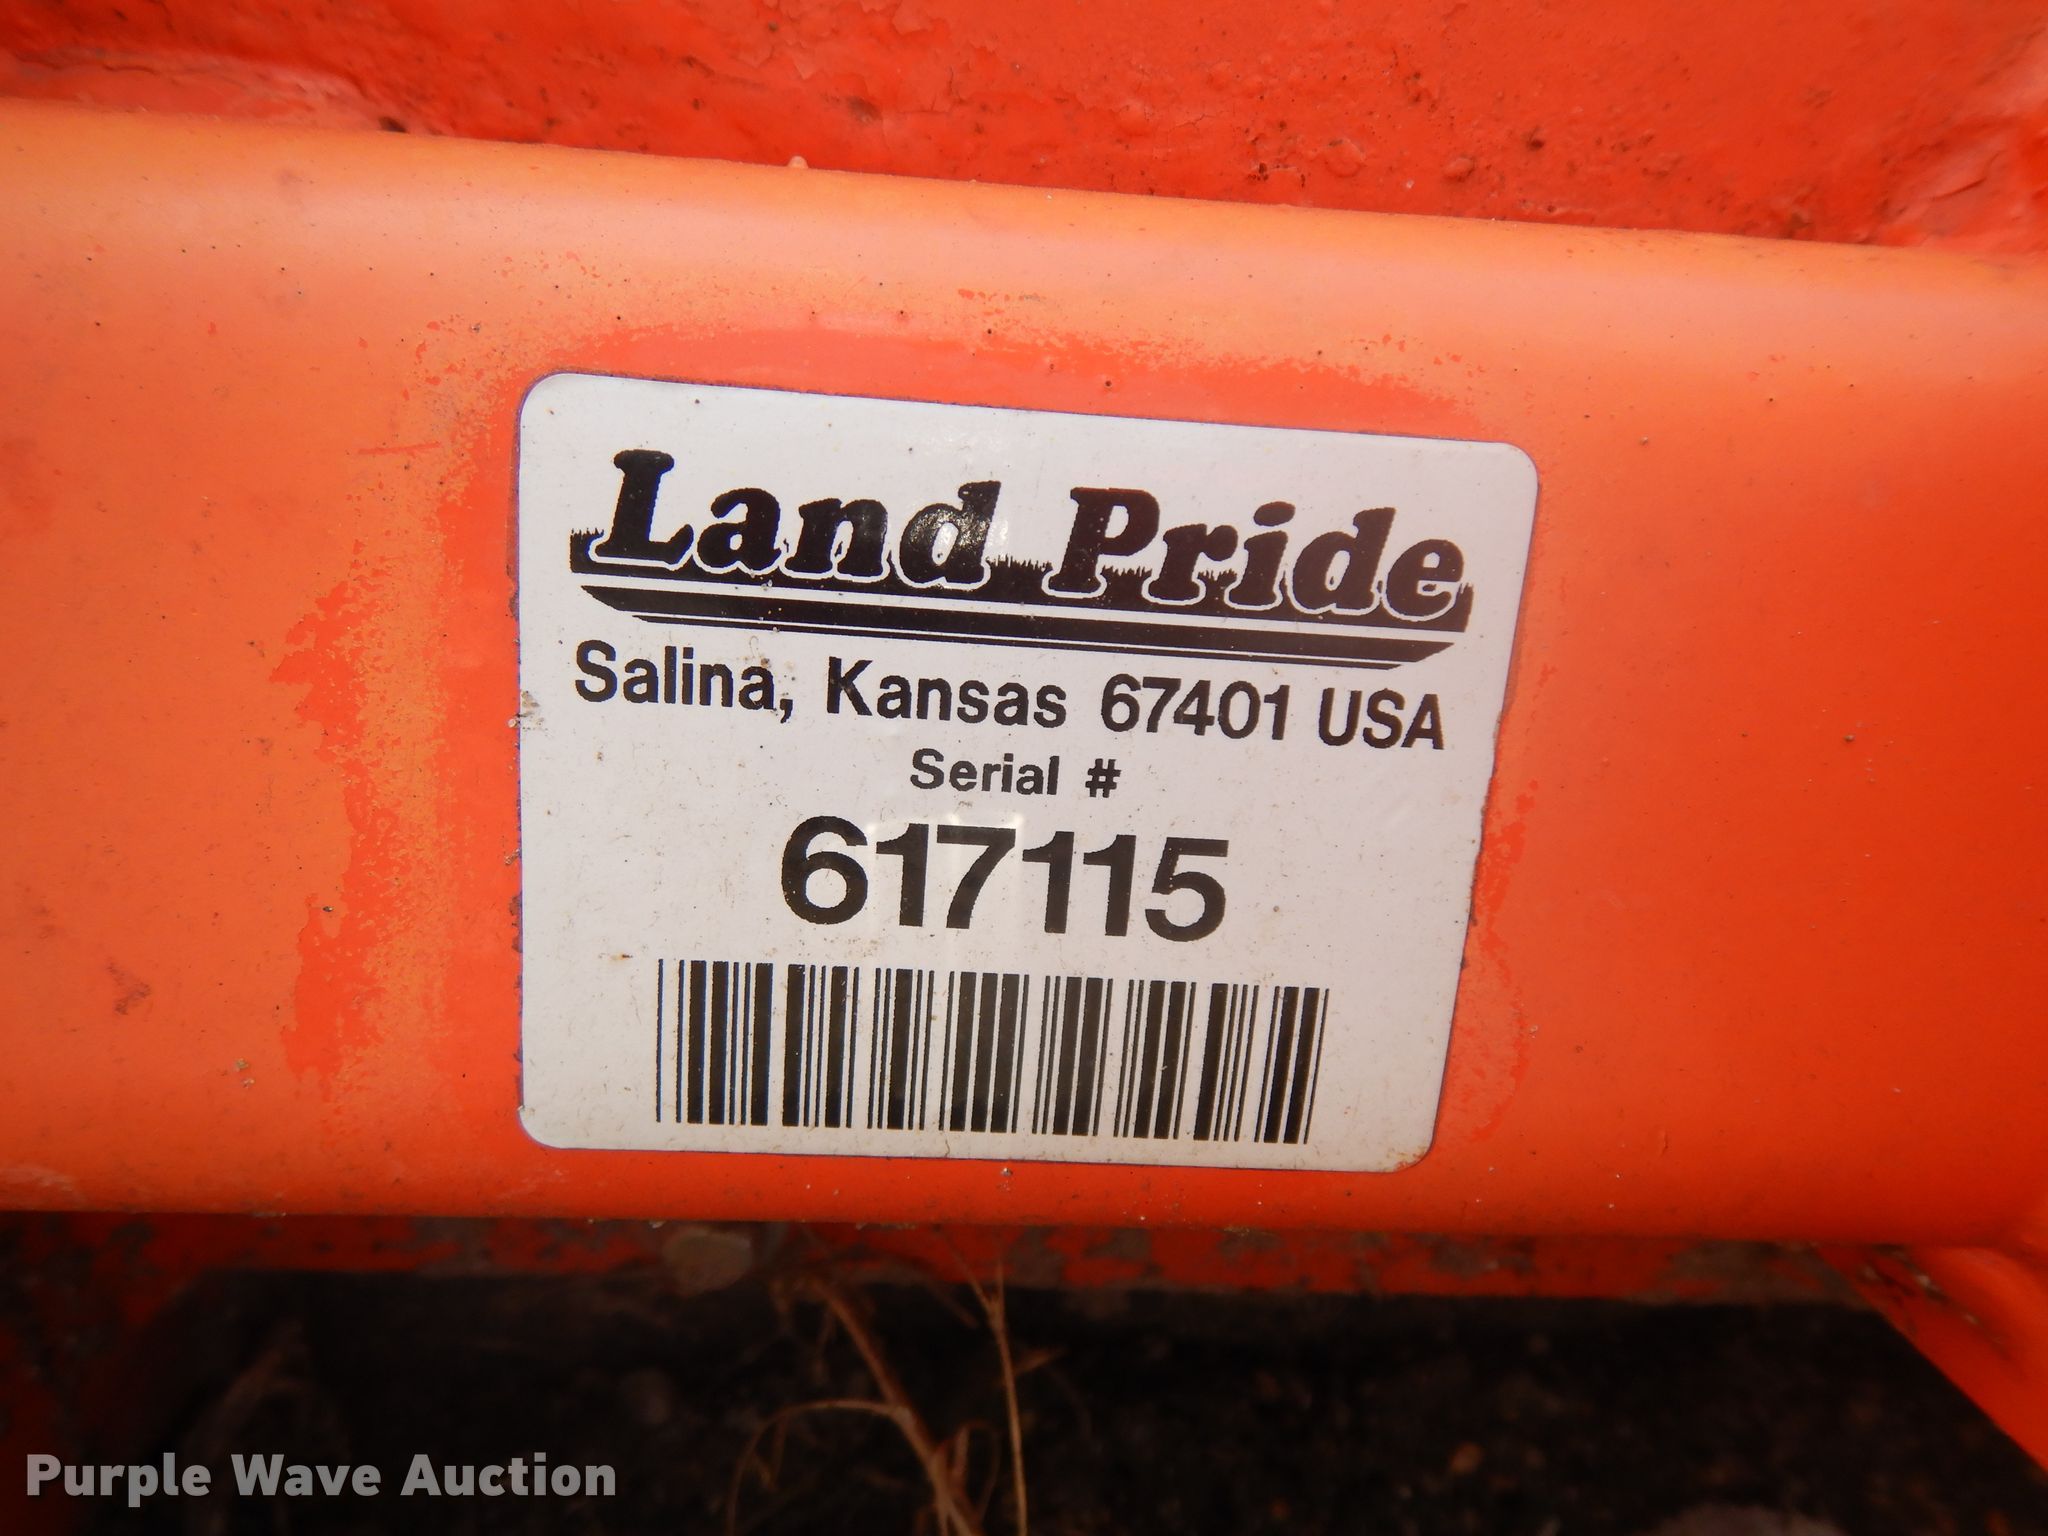 Land Pride
Salina, Kansas 67401 USA
Serial #
617115
Purple Wave Auction